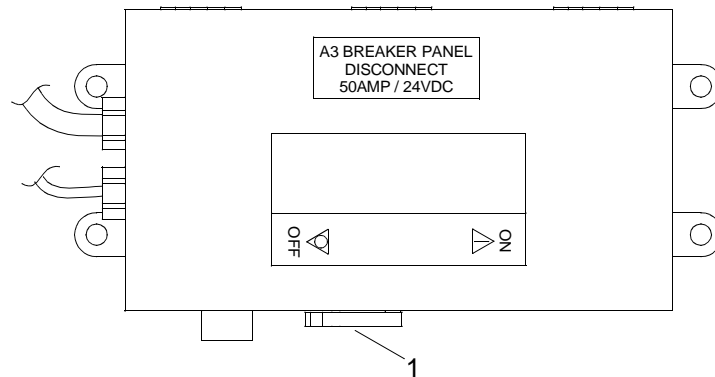 A3 BREAKER PANEL
DISCONNECT
50AMP / 24VDC
OFF
ON
1